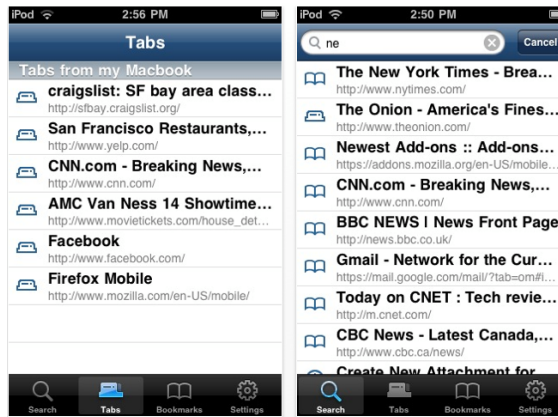 iPod
2:56 PM
Tabs
Tabs from my Macbook
craigslist: SF bay area class...
http://sfbay.craigslist.org/
San Francisco Restaurants,...
http://www.yelp.com/
CNN.com - Breaking News,...
http://www.cnn.com/
AMC Van Ness 14 Showtime...
http://www.movietickets.com/house_det...
Facebook
http://www.facebook.com/
Firefox Mobile
http://www.mozilla.com/en-US/mobile/
Search Tabs Bookmarks Settings
iPod
2:50 PM
ne
Cancel
The New York Times - Brea...
http://www.nytimes.com/
The Onion - America's Fines...
http://www.theonion.com/
Newest Add-ons :: Add-ons...
https://addons.mozilla.org/en-US/mobile...
CNN.com - Breaking News,...
http://www.cnn.com/
BBC NEWS | News Front Page
http://news.bbc.co.uk/
Gmail - Network for the Cur...
https://mail.google.com/mail/?tab=om#i...
Today on CNET : Tech revie...
http://m.cnet.com/
CBC News - Latest Canada,...
http://www.cbc.ca/news/
Create New Attachment for
Search Tabs Bookmarks Settings